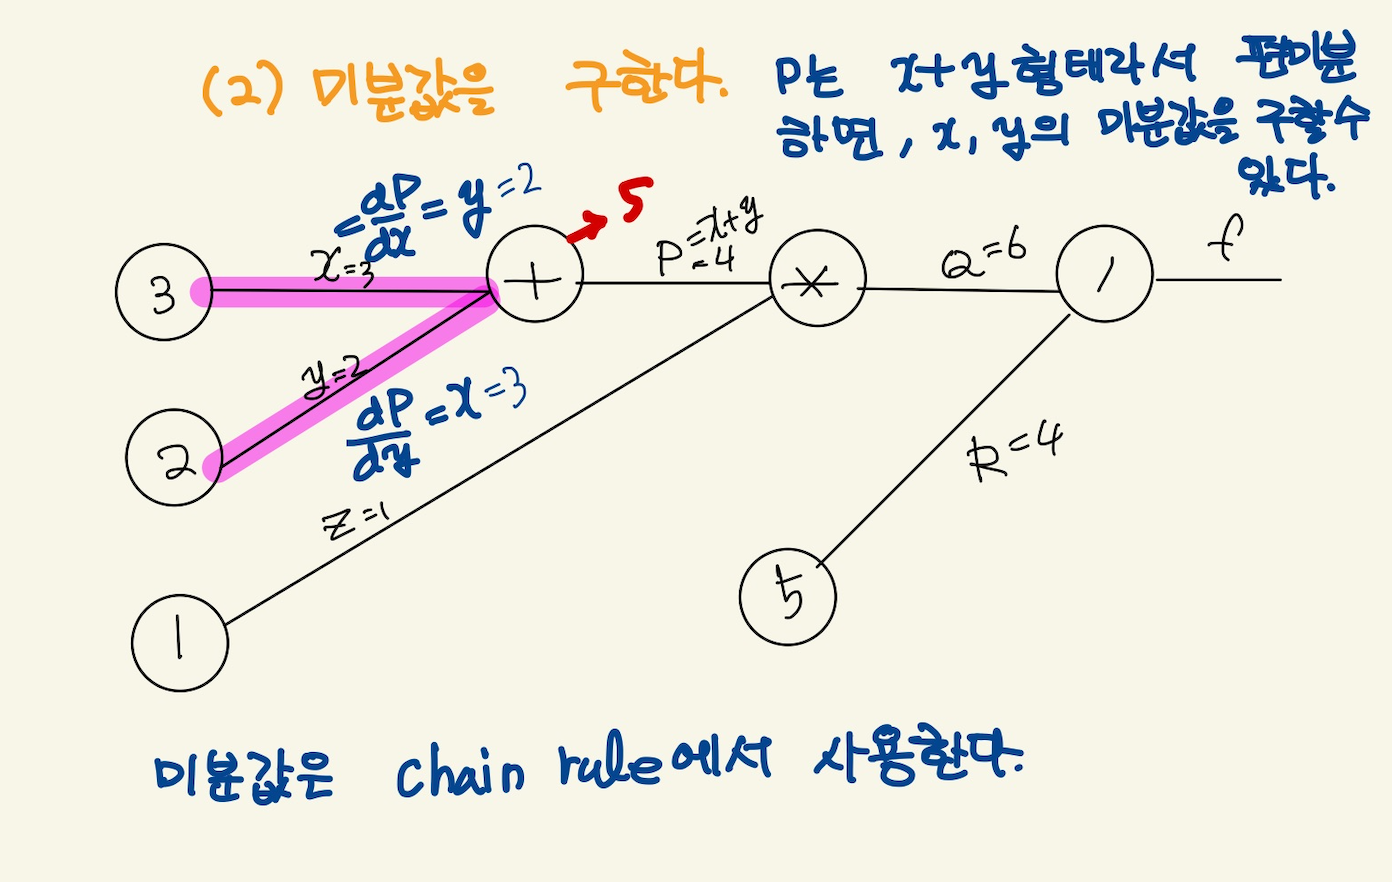 (2) 미분값을 구한다.
P는 x+y형태라서 편미분
하면, x, y의 미분값을 구할수
있다.
= dP/dx = y = 2
5
3
x=3
+
P=x+y
=4
*
Q=6
/
f
y=2
2
dP/dy = x = 3
R=4
z=1
5
1
미분값은 chain rule에서 사용한다.